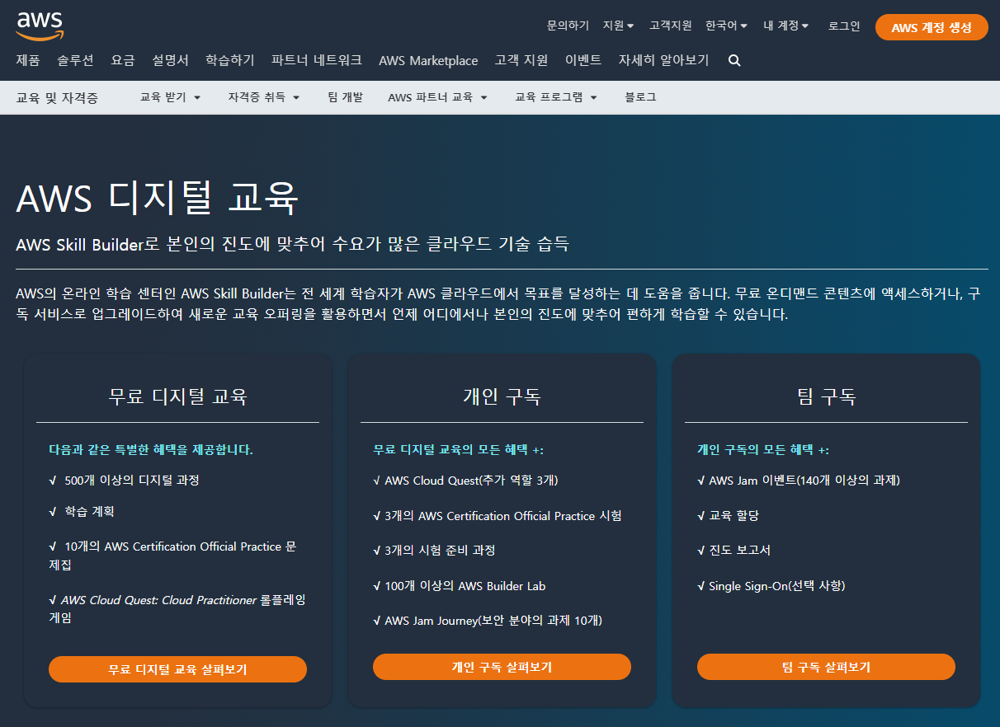 aws
문의하기 지원 고객지원 한국어 내 계정 로그인 AWS 계정 생성
제품 솔루션 요금 설명서 학습하기 파트너 네트워크 AWS Marketplace 고객 지원 이벤트 자세히 알아보기
교육 및 자격증 교육 받기 자격증 취득 팀 개발 AWS 파트너 교육 교육 프로그램 블로그
AWS 디지털 교육
AWS Skill Builder로 본인의 진도에 맞추어 수요가 많은 클라우드 기술 습득
AWS의 온라인 학습 센터인 AWS Skill Builder는 전 세계 학습자가 AWS 클라우드에서 목표를 달성하는 데 도움을 줍니다. 무료 온디맨드 콘텐츠에 액세스하거나, 구
독 서비스로 업그레이드하여 새로운 교육 오퍼링을 활용하면서 언제 어디에서나 본인의 진도에 맞추어 편하게 학습할 수 있습니다.
무료 디지털 교육
다음과 같은 특별한 혜택을 제공합니다.
√ 500개 이상의 디지털 과정
√ 학습 계획
√ 10개의 AWS Certification Official Practice 문
제집
√ AWS Cloud Quest: Cloud Practitioner 롤플레잉
게임
무료 디지털 교육 살펴보기
개인 구독
무료 디지털 교육의 모든 혜택 +:
√ AWS Cloud Quest(추가 역할 3개)
√ 3개의 AWS Certification Official Practice 시험
√ 3개의 시험 준비 과정
√ 100개 이상의 AWS Builder Lab
√ AWS Jam Journey(보안 분야의 과제 10개)
개인 구독 살펴보기
팀 구독
개인 구독의 모든 혜택 +:
√ AWS Jam 이벤트(140개 이상의 과제)
√ 교육 할당
√ 진도 보고서
√ Single Sign-On(선택 사항)
팀 구독 살펴보기